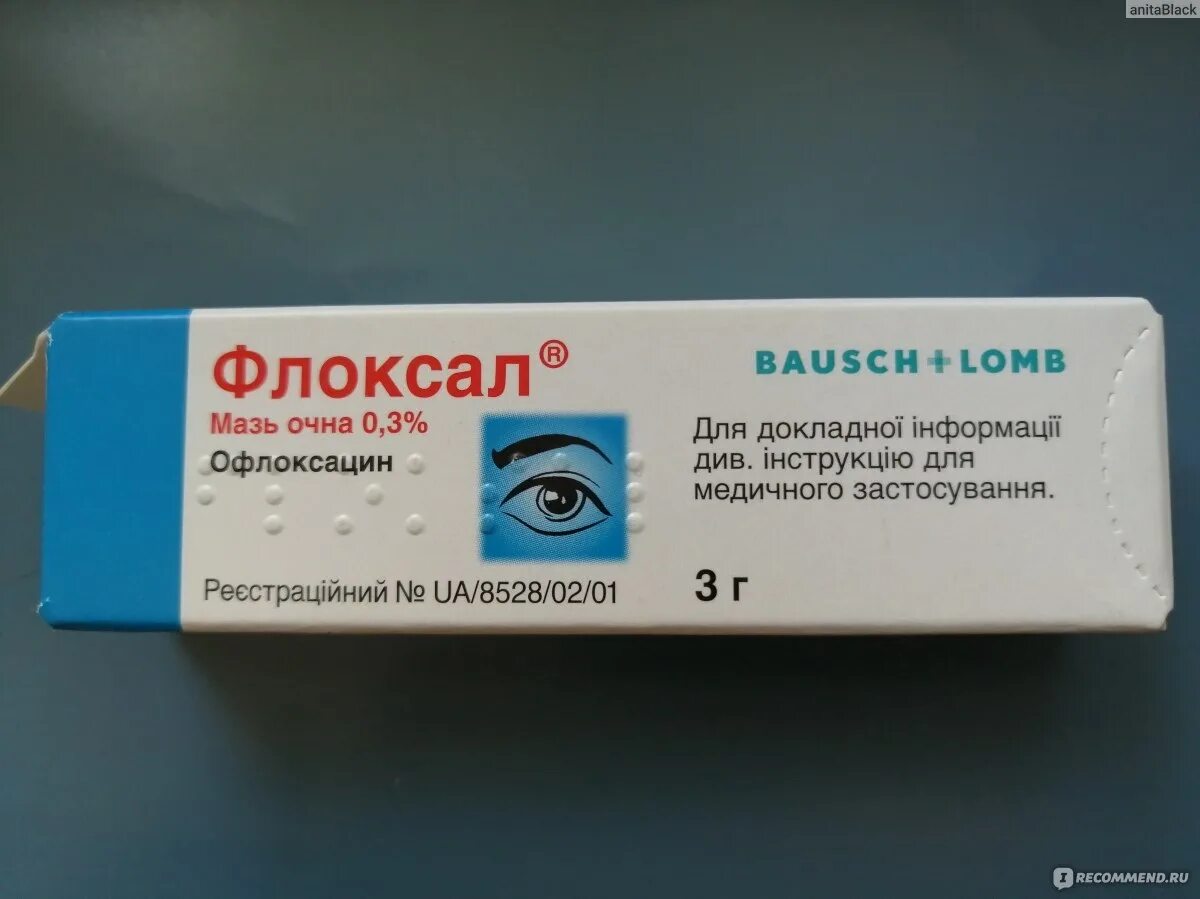 anitaBlack
Флоксал®
Мазь очна 0,3%
Офлоксацин
Реєстраційний № UA/8528/02/01
BAUSCH + LOMB
Для докладної інформації
див. інструкцію для
медичного застосування.
3 г
IRECOMMEND.RU